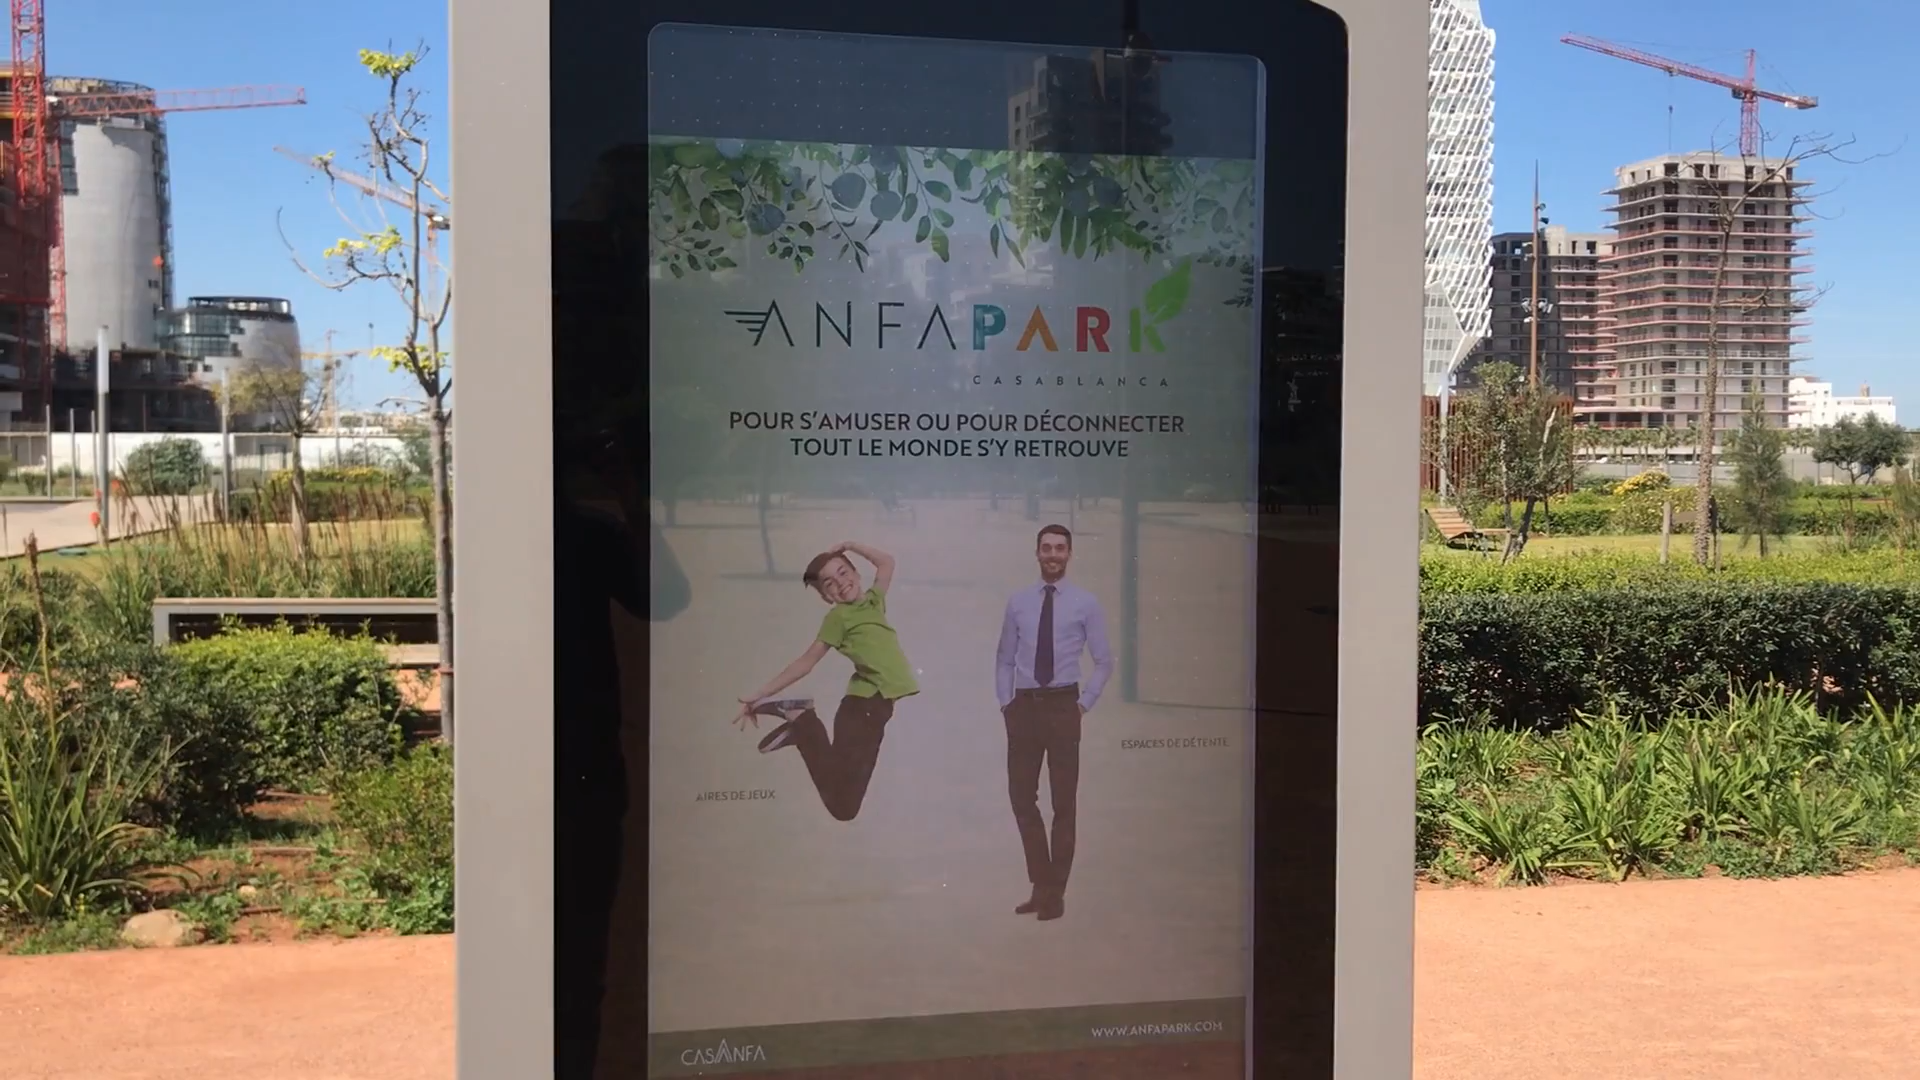 ANFAPARK
CASABLANCA
POUR S'AMUSER OU POUR DÉCONNECTER
TOUT LE MONDE S'Y RETROUVE
ESPACES DE DÉTENTE
AIRES DE JEUX
WWW.ANFAPARK.COM
CASANFA